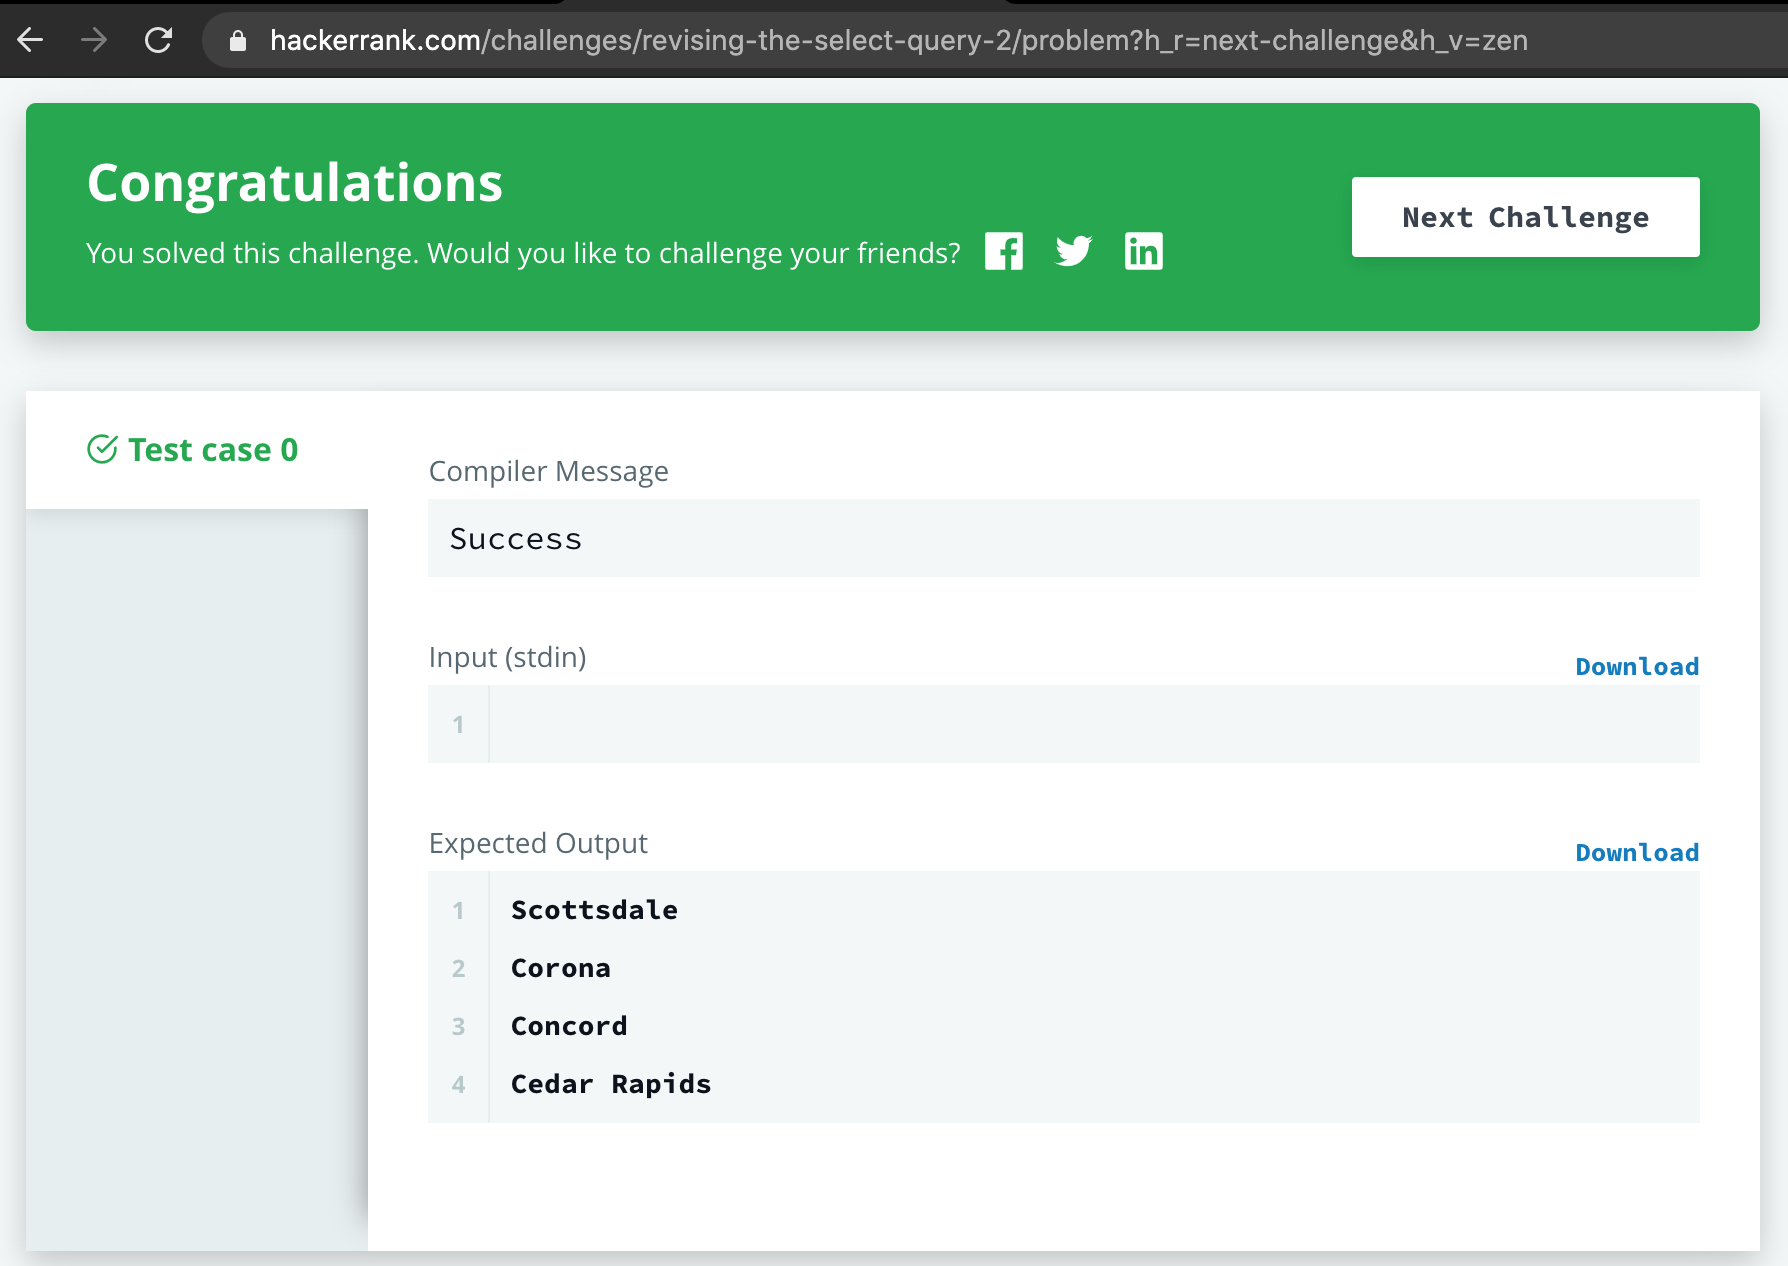 hackerrank.com/challenges/revising-the-select-query-2/problem?h_r=next-challenge&h_v=zen
Congratulations
You solved this challenge. Would you like to challenge your friends?
Next Challenge
Test case 0
Compiler Message
Success
Input (stdin)
Download
1
Expected Output
Download
1 Scottsdale
2 Corona
3 Concord
4 Cedar Rapids